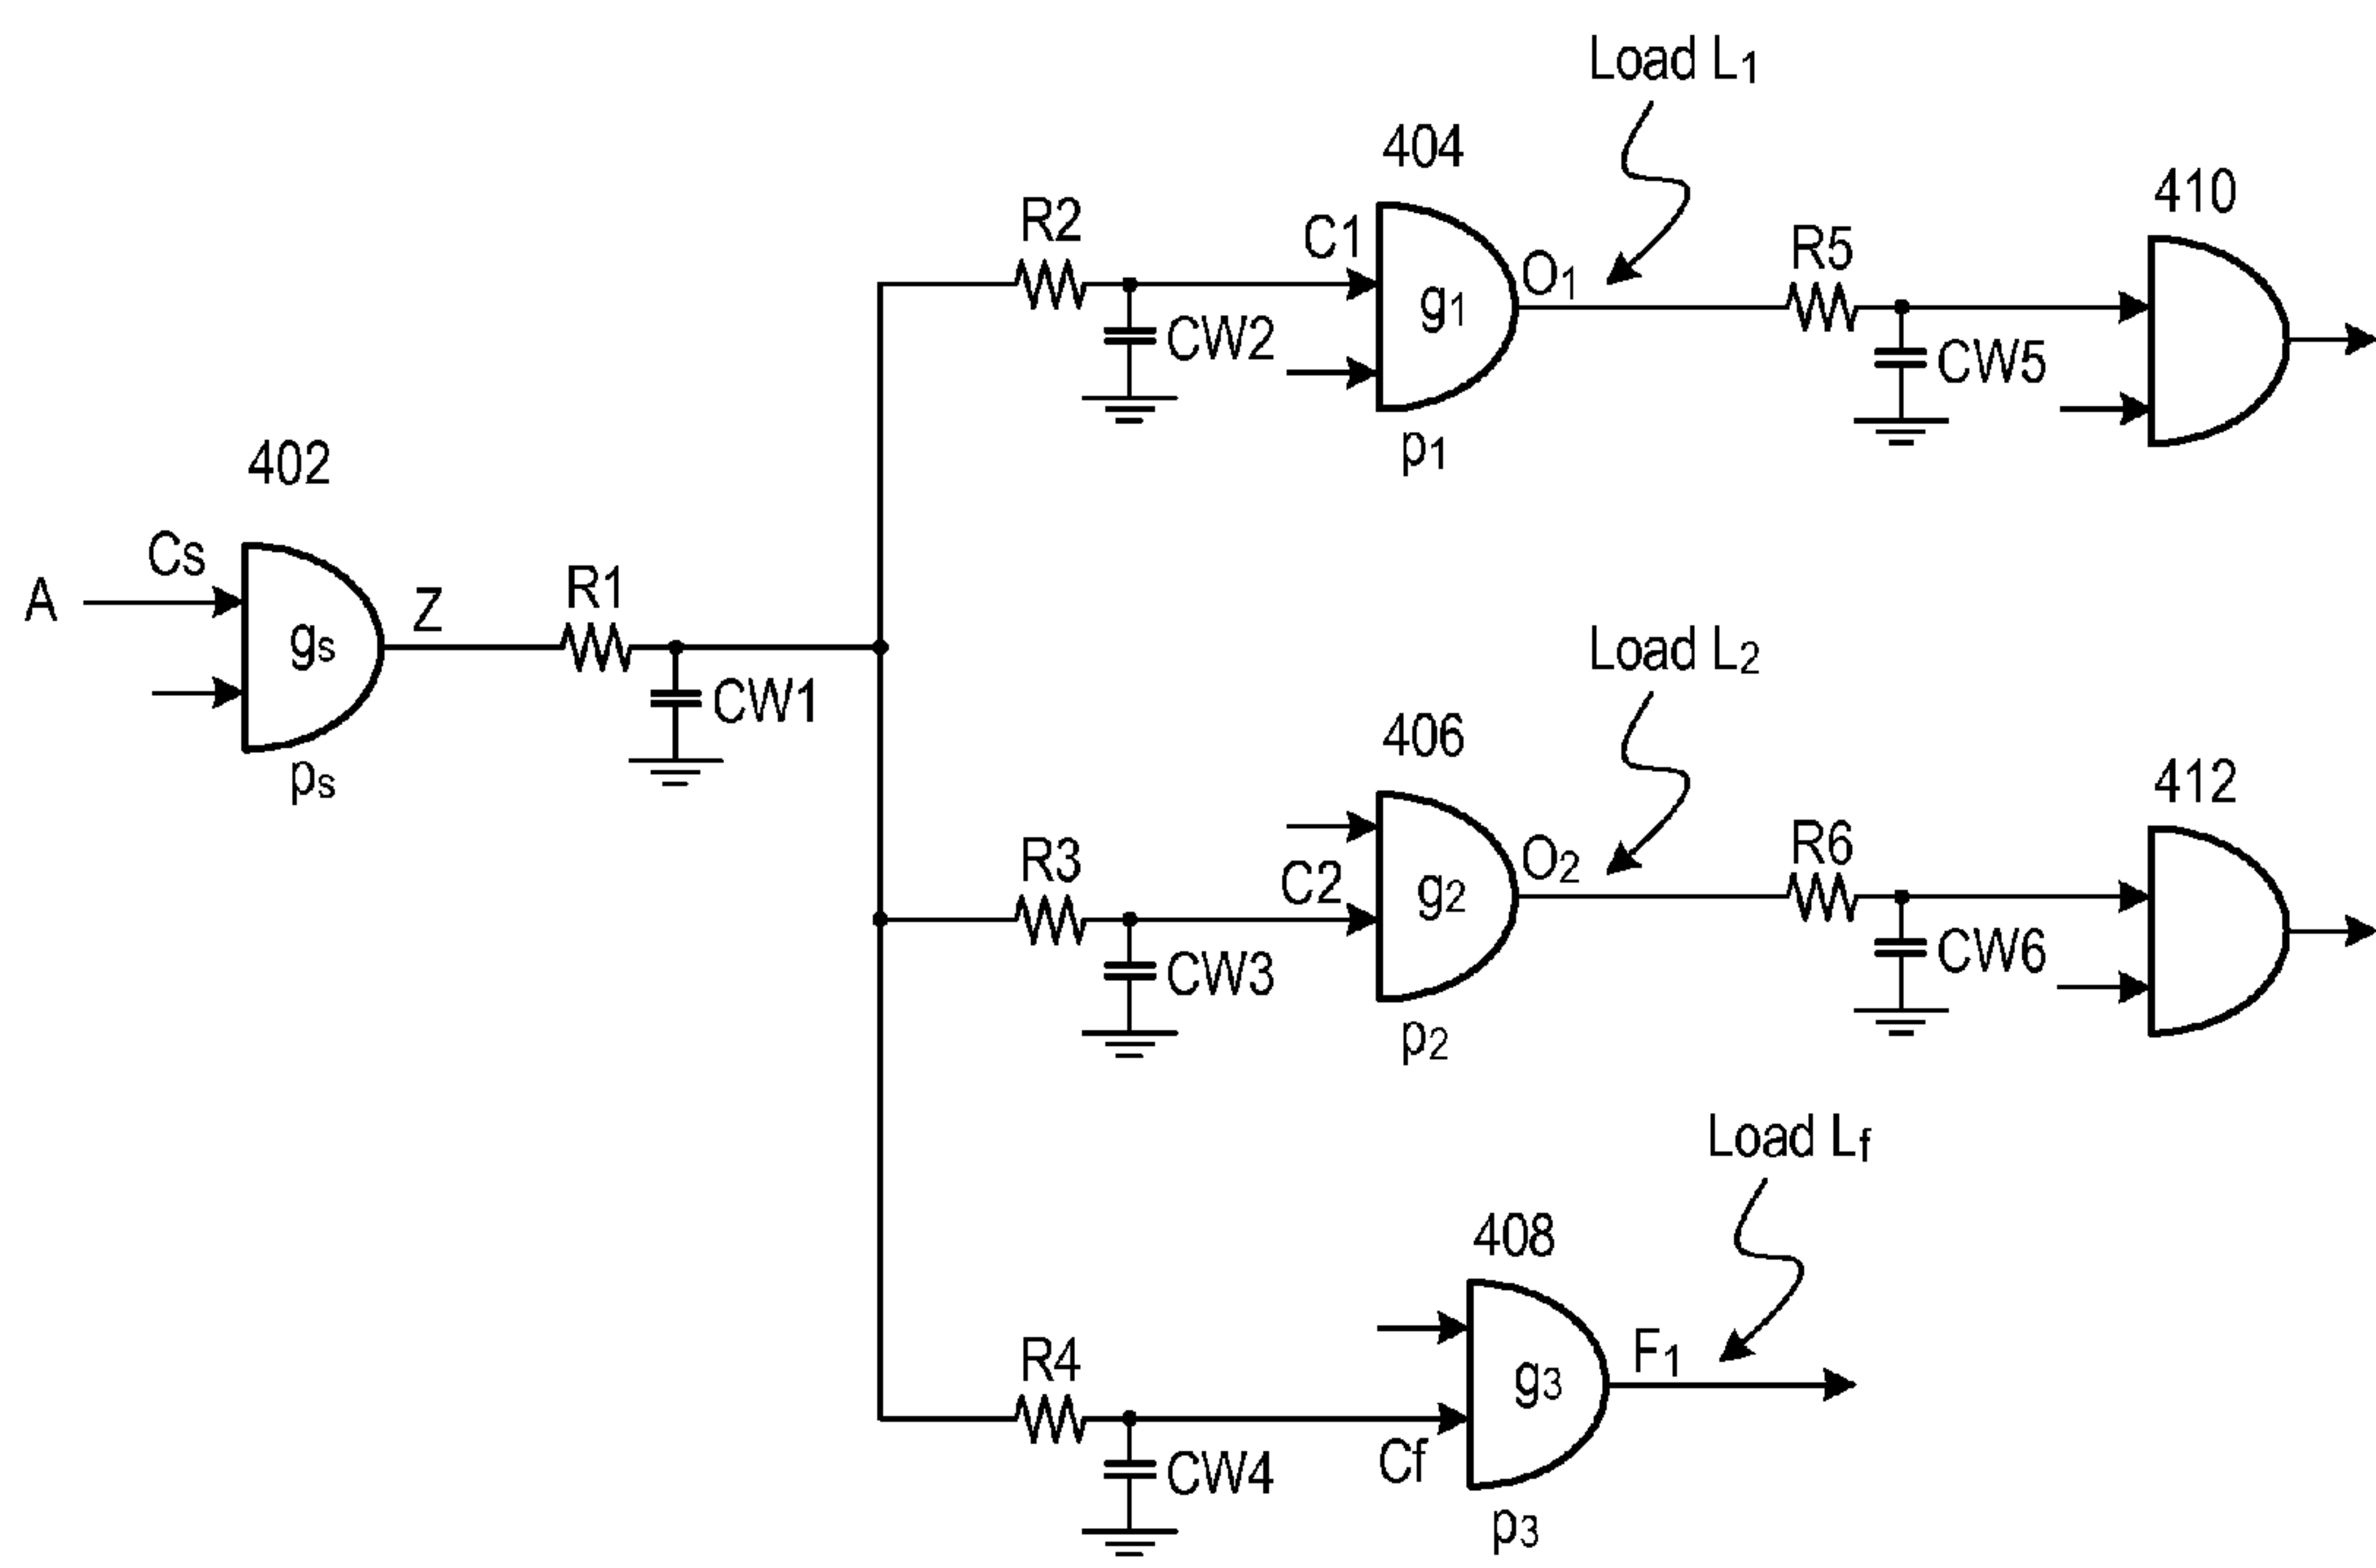 Load L1
404
410
R2
C1
g1
O1
R5
CW2
CW5
p1
402
Load L2
A
Cs
gs
Z
R1
CW1
ps
406
412
R3
C2
g2
O2
R6
CW3
CW6
p2
Load Lf
408
R4
g3
F1
Cf
CW4
p3